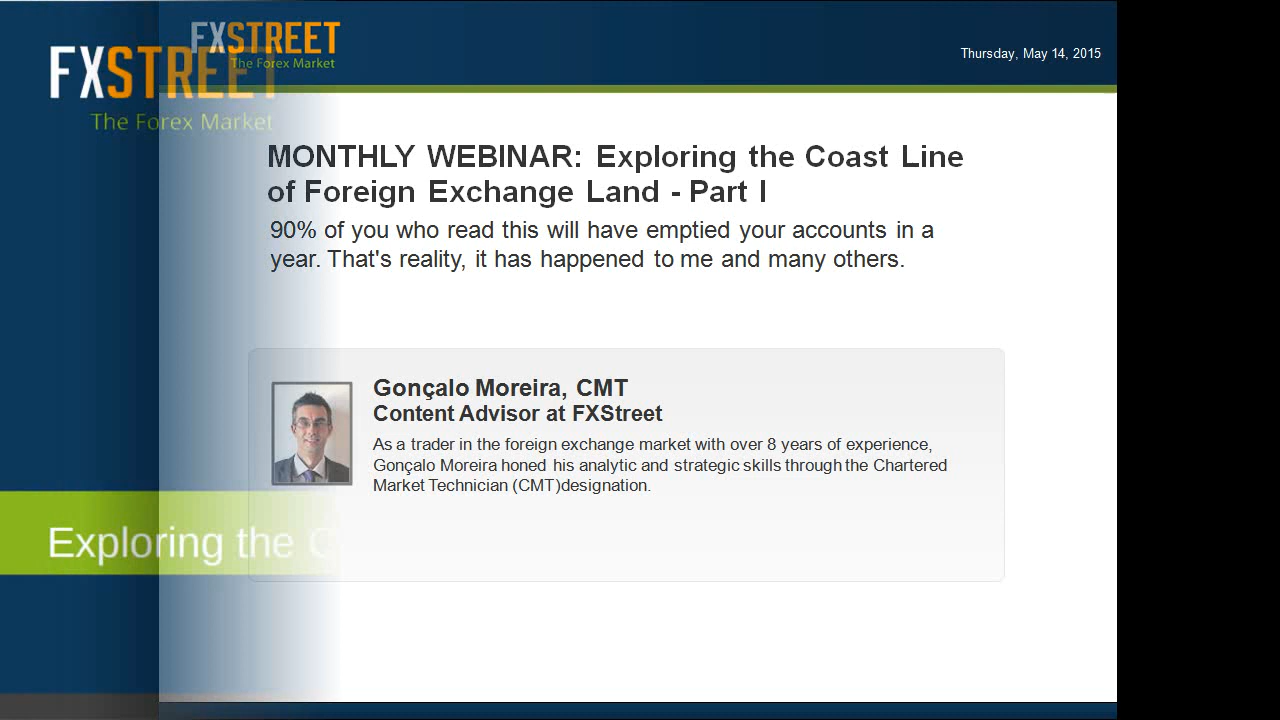 FXSTREET
The Forex Market
FXSTREET
The Forex Market
Thursday, May 14, 2015
MONTHLY WEBINAR: Exploring the Coast Line
of Foreign Exchange Land - Part I
90% of you who read this will have emptied your accounts in a
year. That's reality, it has happened to me and many others.
Gonçalo Moreira, CMT
Content Advisor at FXStreet
As a trader in the foreign exchange market with over 8 years of experience,
Gonçalo Moreira honed his analytic and strategic skills through the Chartered
Market Technician (CMT)designation.
Exploring the